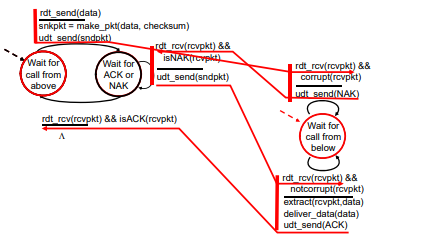 rdt_send(data)
snkpkt = make_pkt(data, checksum)
udt_send(sndpkt)
Wait for
call from
above
Wait for
ACK or
NAK
rdt_rcv(rcvpkt) &&
isNAK(rcvpkt)
udt_send(sndpkt)
rdt_rcv(rcvpkt) && isACK(rcvpkt)
Λ
rdt_rcv(rcvpkt) &&
corrupt(rcvpkt)
udt_send(NAK)
Wait for
call from
below
rdt_rcv(rcvpkt) &&
notcorrupt(rcvpkt)
extract(rcvpkt,data)
deliver_data(data)
udt_send(ACK)